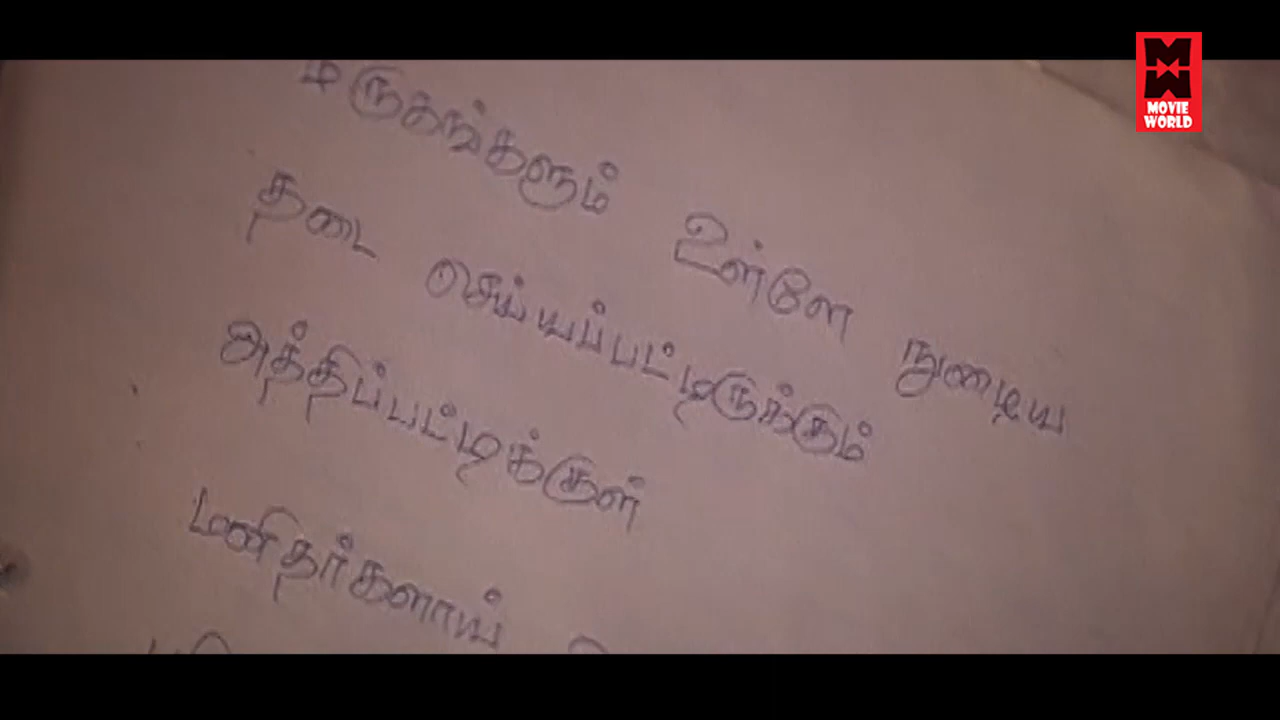 MOVIE
WORLD
மிருகங்களும் உள்ளே நுழைய
தடை செய்யப்பட்டிருக்கும்
அத்திப்பட்டிக்குள்
மனிதர்களாய்